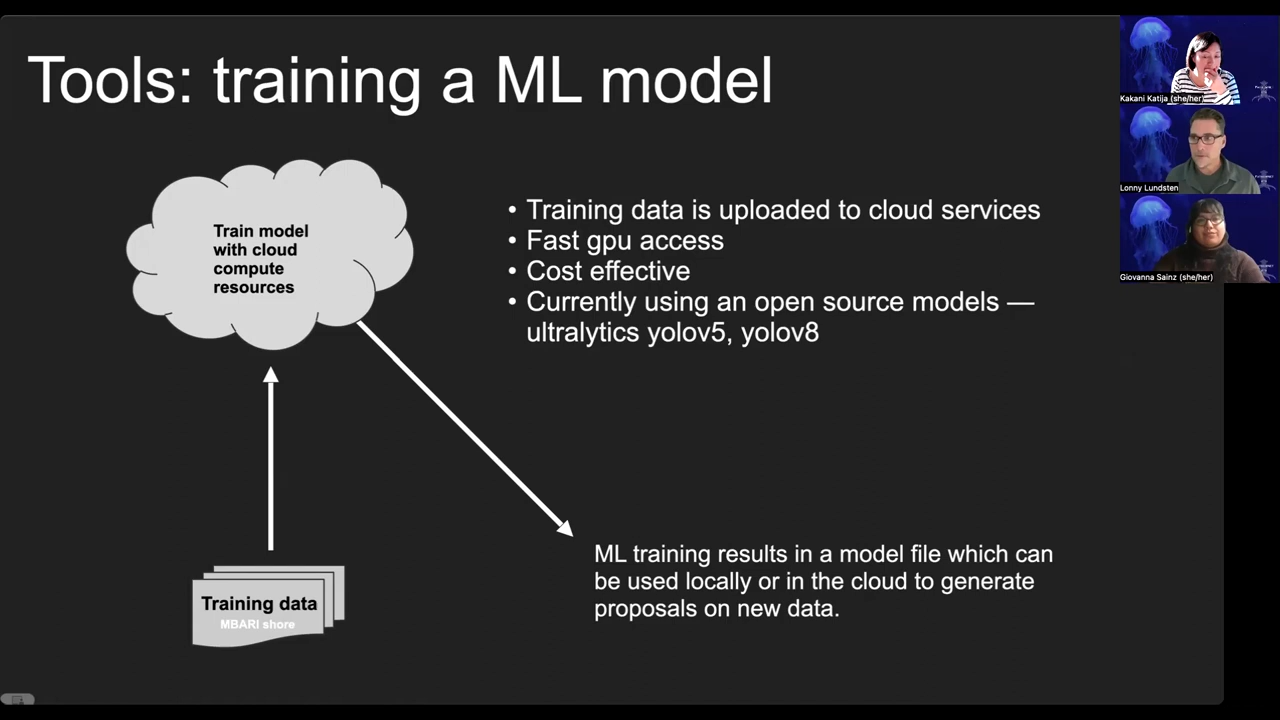 Tools: training a ML model
Train model
with cloud
compute
resources
• Training data is uploaded to cloud services
• Fast gpu access
• Cost effective
• Currently using an open source models —
ultralytics yolov5, yolov8
Training data
MBARI shore
ML training results in a model file which can
be used locally or in the cloud to generate
proposals on new data.
Kakani Katija (she/her)
Lonny Lundsten
Giovanna Sainz (she/her)